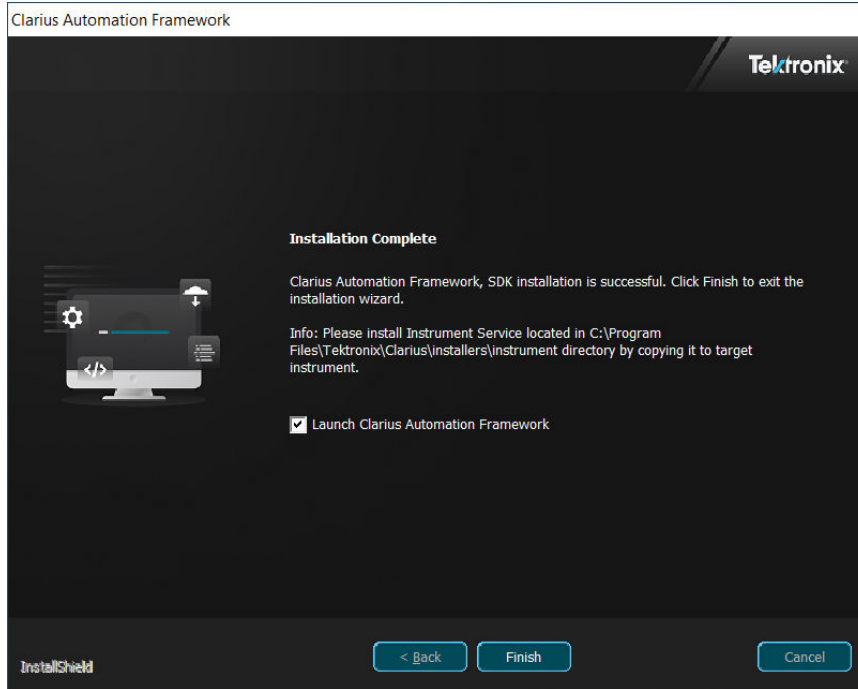 Clarius Automation Framework
Tektronix
Installation Complete
Clarius Automation Framework, SDK installation is successful. Click Finish to exit the
installation wizard.
Info: Please install Instrument Service located in C:\Program
Files\Tektronix\Clarius\installers\instrument directory by copying it to target
instrument.
</>
Launch Clarius Automation Framework
InstallShield
< Back
Finish
Cancel